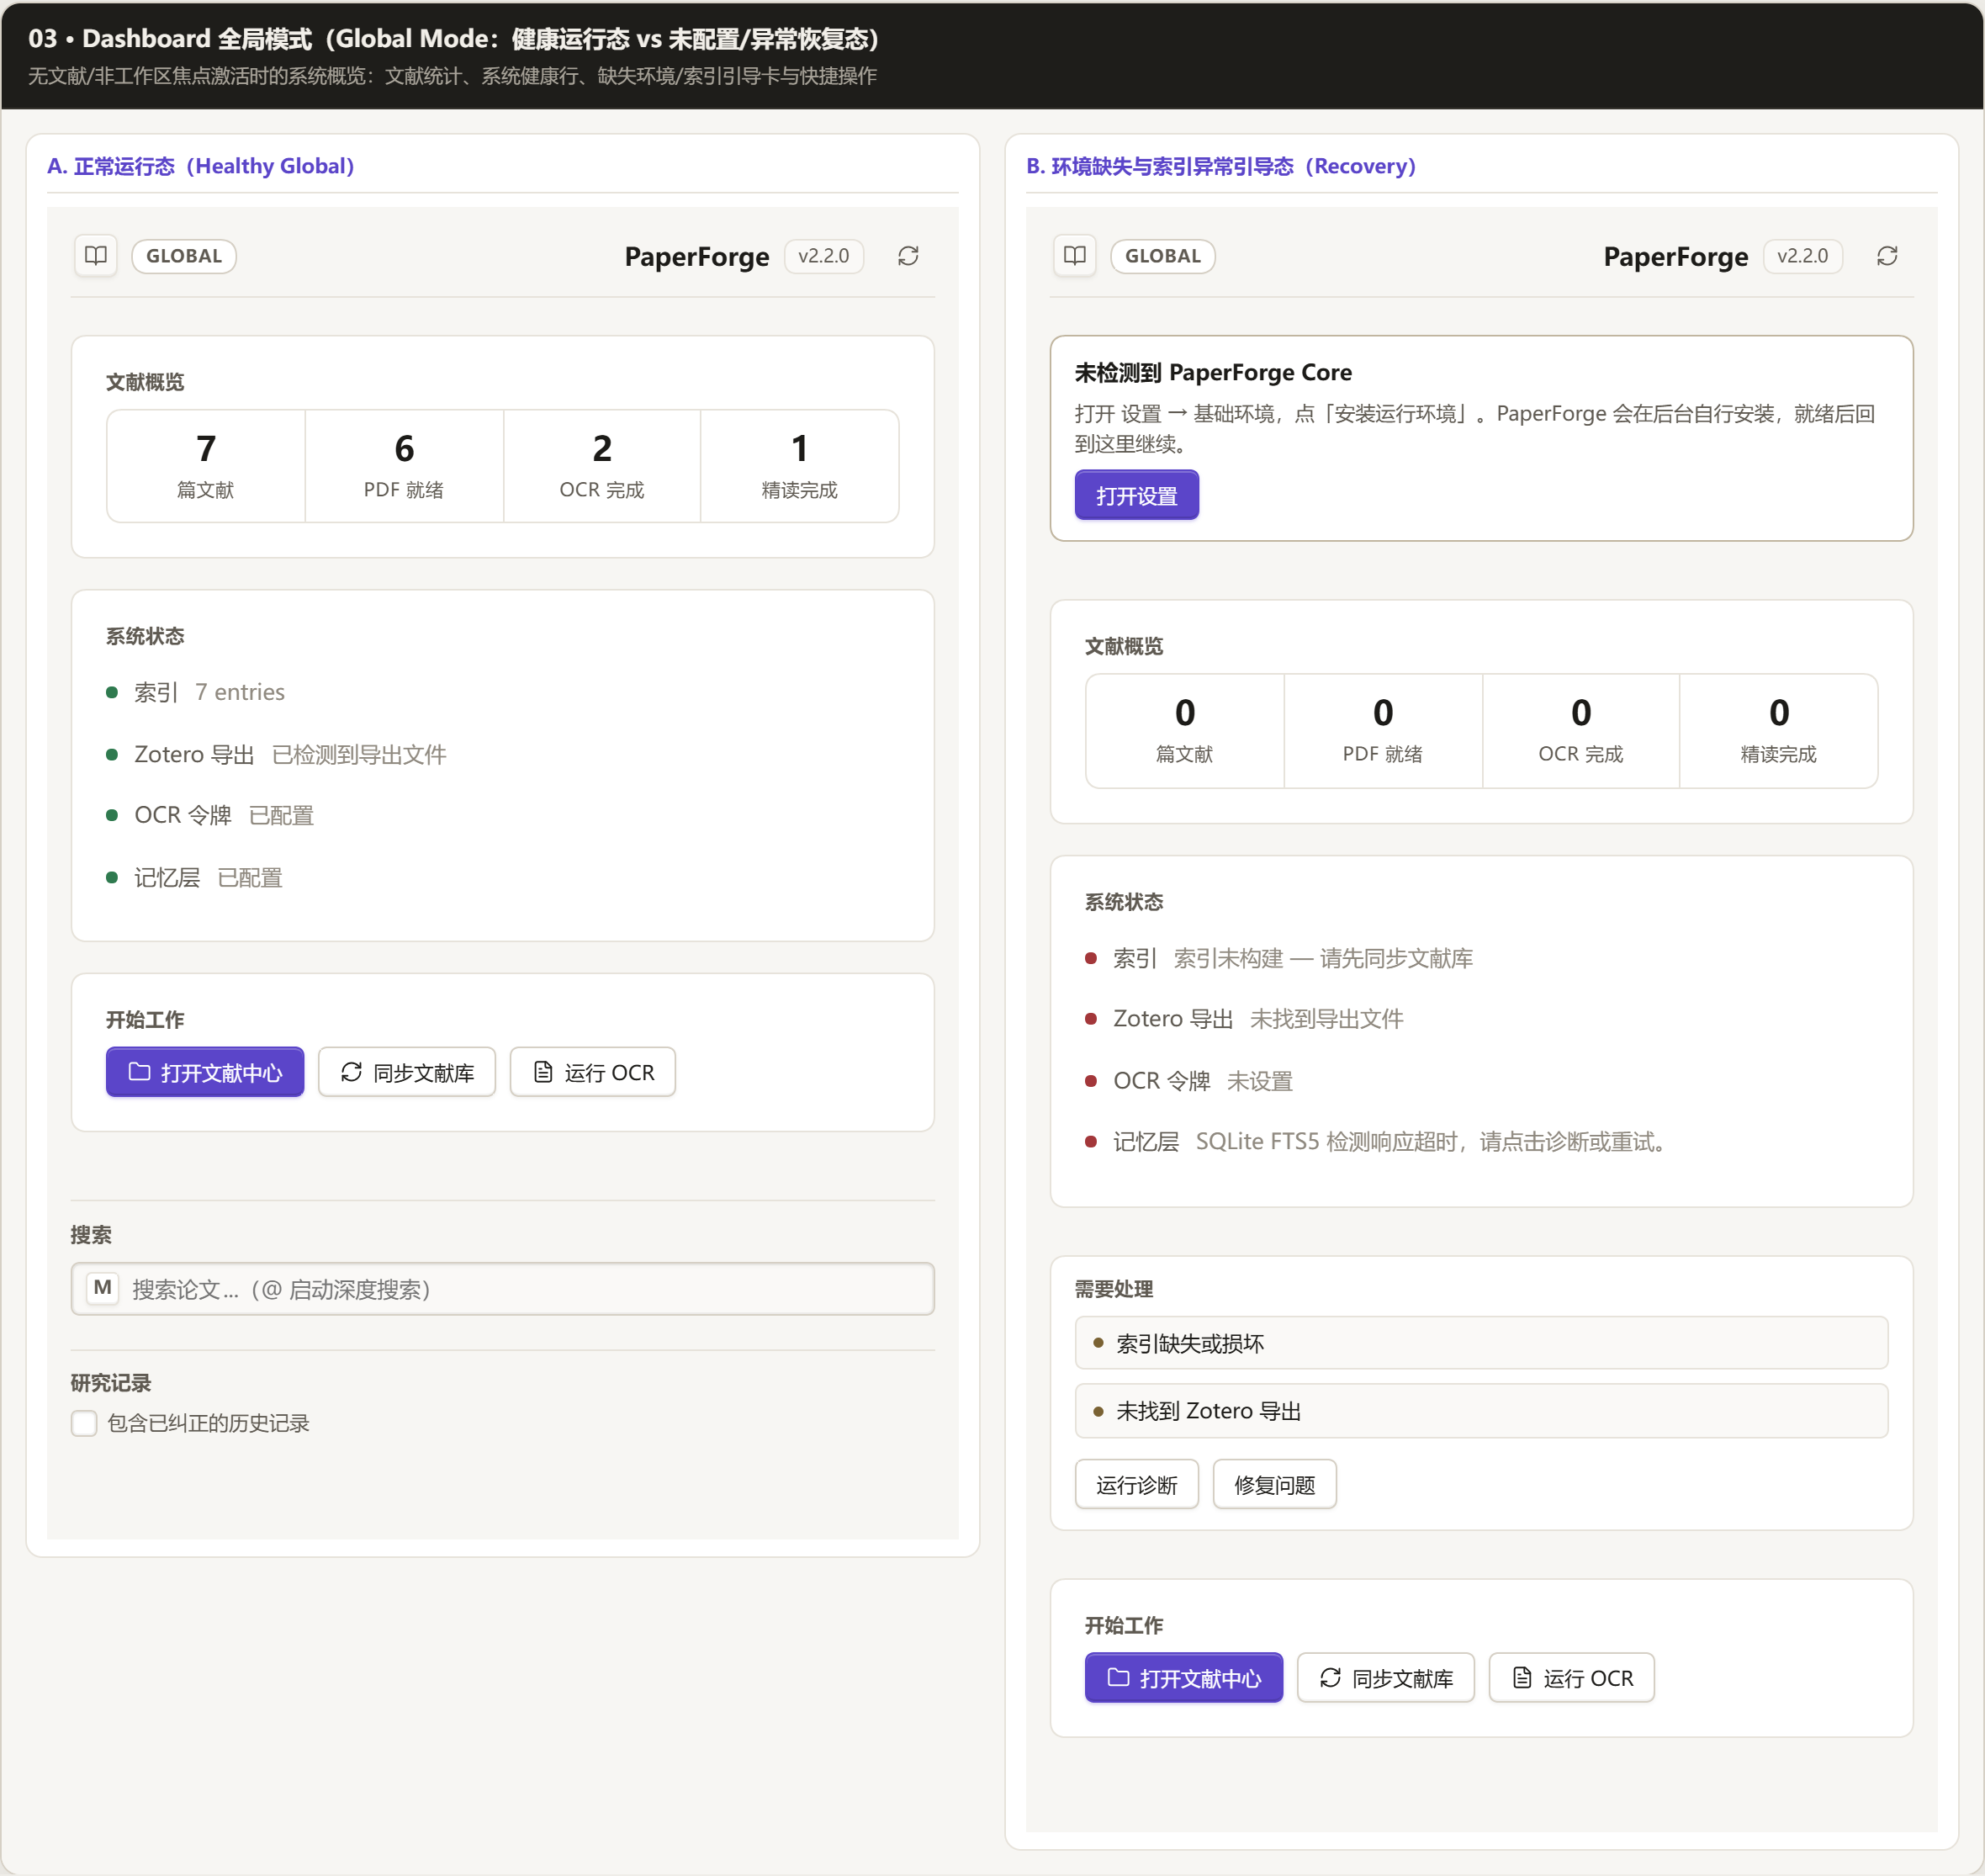 03 • Dashboard 全局模式（Global Mode：健康运行态 vs 未配置/异常恢复态）
无文献/非工作区焦点激活时的系统概览：文献统计、系统健康行、缺失环境/索引引导卡与快捷操作
A. 正常运行态（Healthy Global）
GLOBAL
PaperForge
v2.2.0
文献概览
7
篇文献
6
PDF 就绪
2
OCR 完成
1
精读完成
系统状态
索引 7 entries
Zotero 导出 已检测到导出文件
OCR 令牌 已配置
记忆层 已配置
开始工作
打开文献中心
同步文献库
运行 OCR
搜索
M 搜索论文...（@ 启动深度搜索）
研究记录
包含已纠正的历史记录
B. 环境缺失与索引异常引导态（Recovery）
GLOBAL
PaperForge
v2.2.0
未检测到 PaperForge Core
打开 设置 → 基础环境，点「安装运行环境」。PaperForge 会在后台自行安装，就绪后回
到这里继续。
打开设置
文献概览
0
篇文献
0
PDF 就绪
0
OCR 完成
0
精读完成
系统状态
索引 索引未构建 — 请先同步文献库
Zotero 导出 未找到导出文件
OCR 令牌 未设置
记忆层 SQLite FTS5 检测响应超时，请点击诊断或重试。
需要处理
索引缺失或损坏
未找到 Zotero 导出
运行诊断
修复问题
开始工作
打开文献中心
同步文献库
运行 OCR